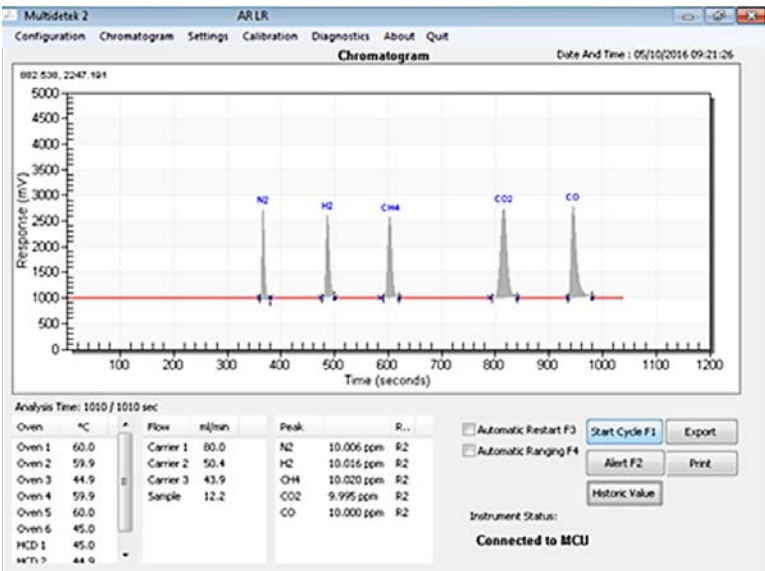 Multidetek 2 AR LR
Configuration Chromatogram Settings Calibration Diagnostics About Quit
Chromatogram Date And Time : 05/10/2016 09:21:26
882.538, 2247.191
5000
4000
3500
3000
2500
2000
1500
1000
500
0
Response (mV)
N2 H2 CH4 CO2 CO
100 200 300 400 500 600 700 800 900 1000 1100 1200
Time (seconds)
Analysis Time: 1010 / 1010 sec
Oven °C Flow ml/min Peak R...
Oven 1 60.0 Carrier 1 80.0 N2 10.006 ppm R2
Oven 2 59.9 Carrier 2 50.4 H2 10.016 ppm R2
Oven 3 44.9 Carrier 3 43.9 CH4 10.020 ppm R2
Oven 4 59.9 Sample 12.2 CO2 9.995 ppm R2
Oven 5 60.0 CO 10.000 ppm R2
Oven 6 45.0
MCD 1 45.0
MCD 2 44.9
Automatic Restart F3 Start Cycle F1 Export
Automatic Ranging F4 Alert F2 Print
Historic Value
Instrument Status:
Connected to MCU